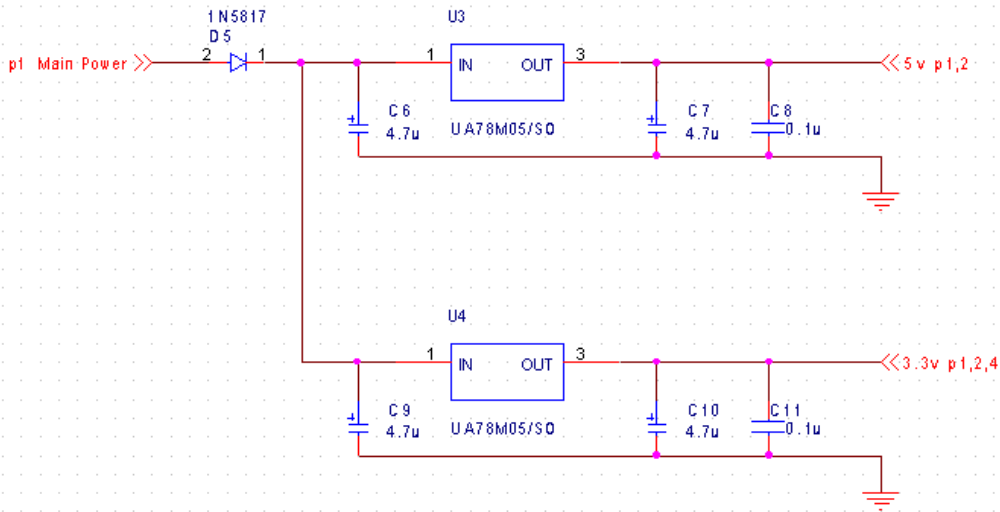 1N5817
D5
p1 Main Power
2
1
U3
1
IN
OUT
3
5v p1,2
+
C6
4.7u
UA78M05/SO
+
C7
4.7u
C8
0.1u
U4
1
IN
OUT
3
3.3v p1,2,4
+
C9
4.7u
UA78M05/SO
+
C10
4.7u
C11
0.1u